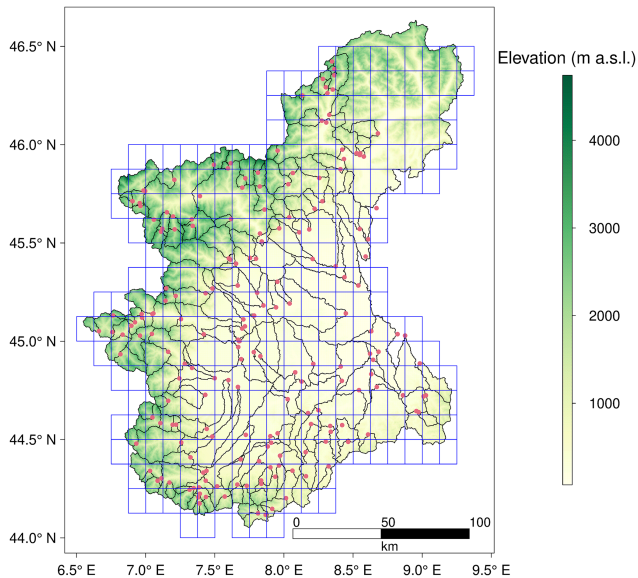 Elevation (m a.s.l.)
46.5° N
46.0° N
45.5° N
45.0° N
44.5° N
44.0° N
4000
3000
2000
1000
0 50 100
km
6.5° E 7.0° E 7.5° E 8.0° E 8.5° E 9.0° E 9.5° E